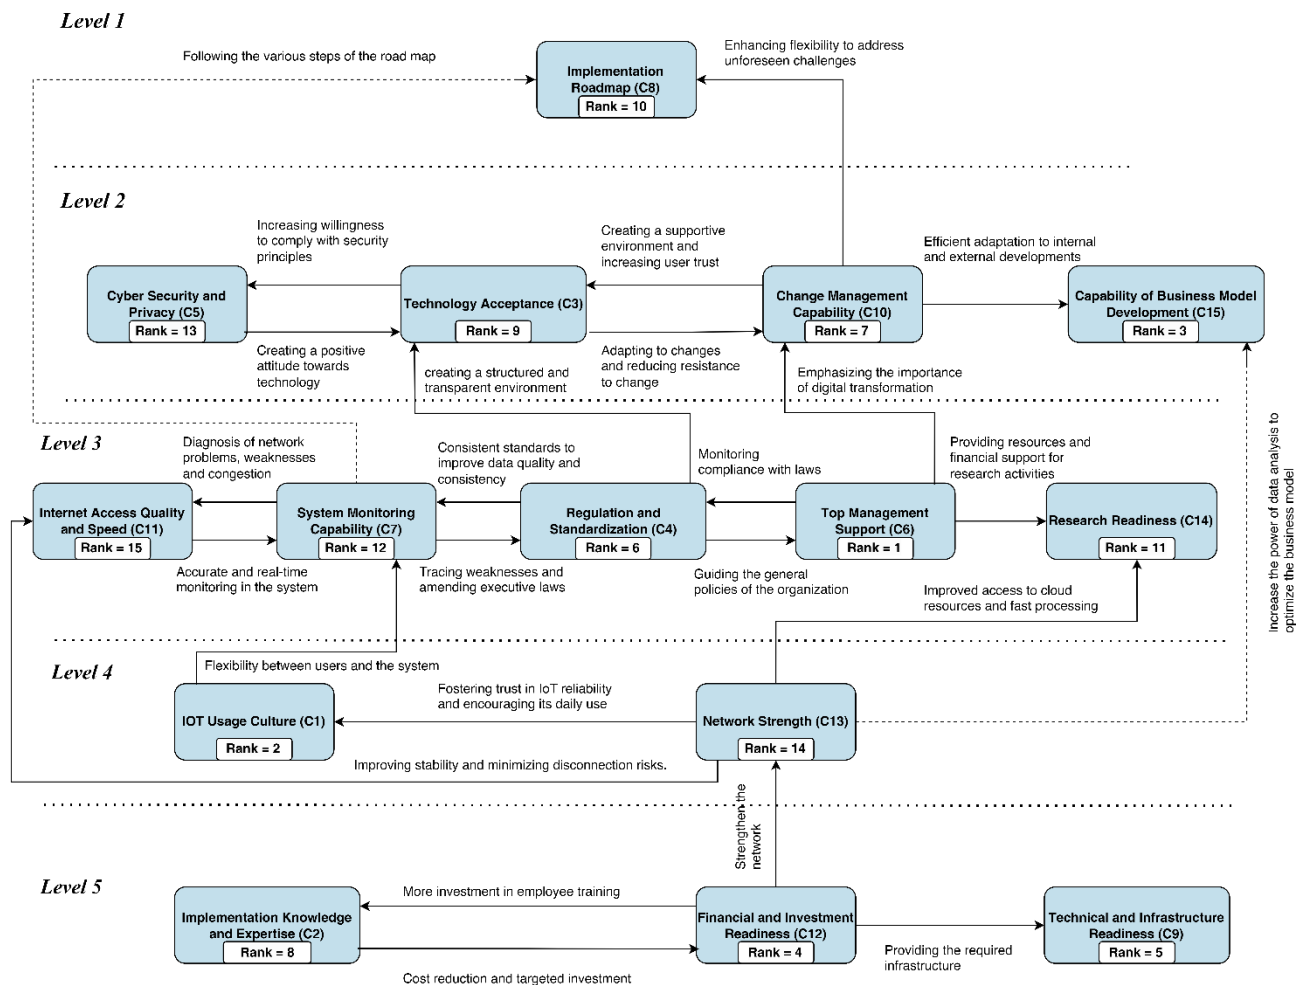 Level 1
Following the various steps of the road map
Enhancing flexibility to address
unforeseen challenges
Implementation
Roadmap (C8)
Rank = 10
Level 2
Increasing willingness
to comply with security
principles
Creating a supportive
environment and
increasing user trust
Efficient adaptation to internal
and external developments
Cyber Security and
Privacy (C5)
Rank = 13
Technology Acceptance (C3)
Rank = 9
Change Management
Capability (C10)
Rank = 7
Capability of Business Model
Development (C15)
Rank = 3
Creating a positive
attitude towards
technology
creating a structured and
transparent environment
Adapting to changes
and reducing resistance
to change
Emphasizing the importance
of digital transformation
Level 3
Diagnosis of network
problems, weaknesses
and congestion
Consistent standards to
improve data quality and
consistency
Monitoring
compliance with laws
Providing resources and
financial support for
research activities
Increase the power of data analysis to
optimize the business model
Internet Access Quality
and Speed (C11)
Rank = 15
System Monitoring
Capability (C7)
Rank = 12
Regulation and
Standardization (C4)
Rank = 6
Top Management
Support (C6)
Rank = 1
Research Readiness (C14)
Rank = 11
Accurate and real-time
monitoring in the system
Tracing weaknesses and
amending executive laws
Guiding the general
policies of the organization
Improved access to cloud
resources and fast processing
Level 4
Flexibility between users and the system
Fostering trust in IoT reliability
and encouraging its daily use
IOT Usage Culture (C1)
Rank = 2
Network Strength (C13)
Rank = 14
Improving stability and minimizing disconnection risks.
Strengthen the
network
Level 5
More investment in employee training
Implementation Knowledge
and Expertise (C2)
Rank = 8
Financial and Investment
Readiness (C12)
Rank = 4
Technical and Infrastructure
Readiness (C9)
Rank = 5
Providing the required
infrastructure
Cost reduction and targeted investment